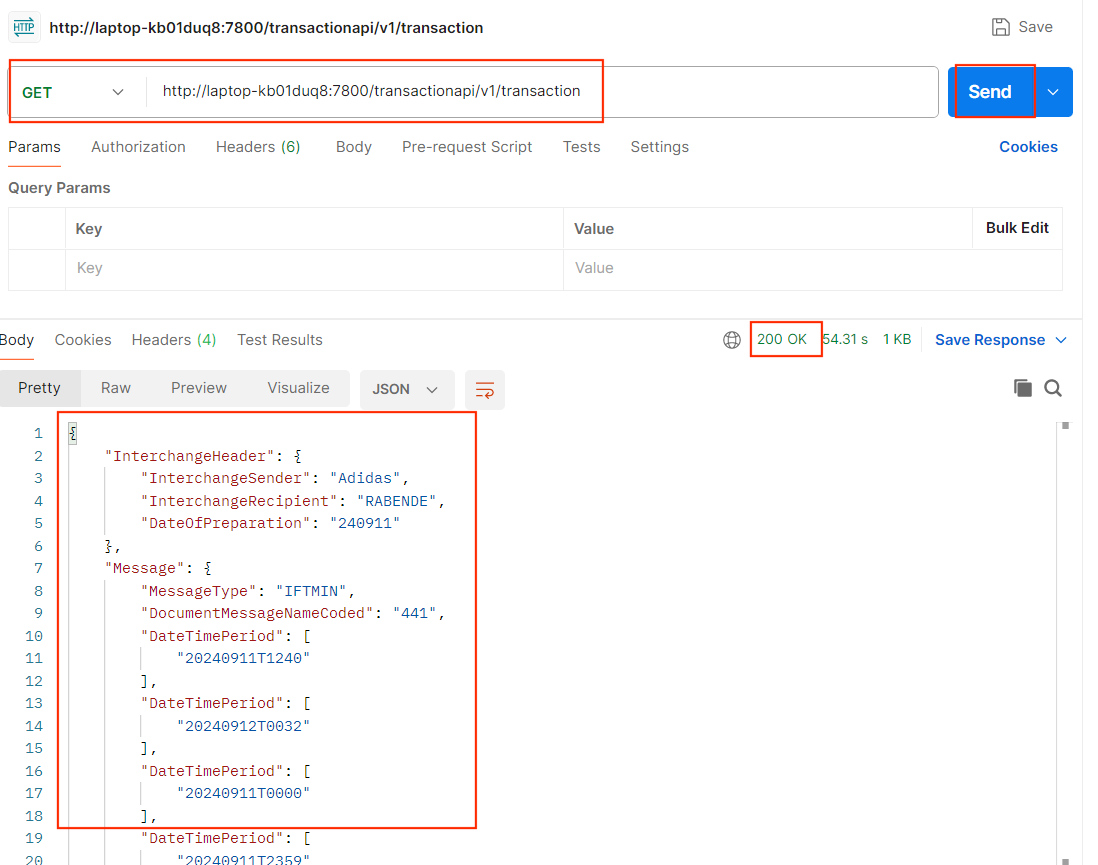 HTTP http://laptop-kb01duq8:7800/transactionapi/v1/transaction Save
GET http://laptop-kb01duq8:7800/transactionapi/v1/transaction Send
Params Authorization Headers (6) Body Pre-request Script Tests Settings Cookies
Query Params
Key Value Bulk Edit
Key Value
Body Cookies Headers (4) Test Results 200 OK 54.31 s 1 KB Save Response
Pretty Raw Preview Visualize JSON
1 {
2 "InterchangeHeader": {
3 "InterchangeSender": "Adidas",
4 "InterchangeRecipient": "RABENDE",
5 "DateOfPreparation": "240911"
6 },
7 "Message": {
8 "MessageType": "IFTMIN",
9 "DocumentMessageNameCoded": "441",
10 "DateTimePeriod": [
11 "20240911T1240"
12 ],
13 "DateTimePeriod": [
14 "20240912T0032"
15 ],
16 "DateTimePeriod": [
17 "20240911T0000"
18 ],
19 "DateTimePeriod": [
20 "20240911T2359"